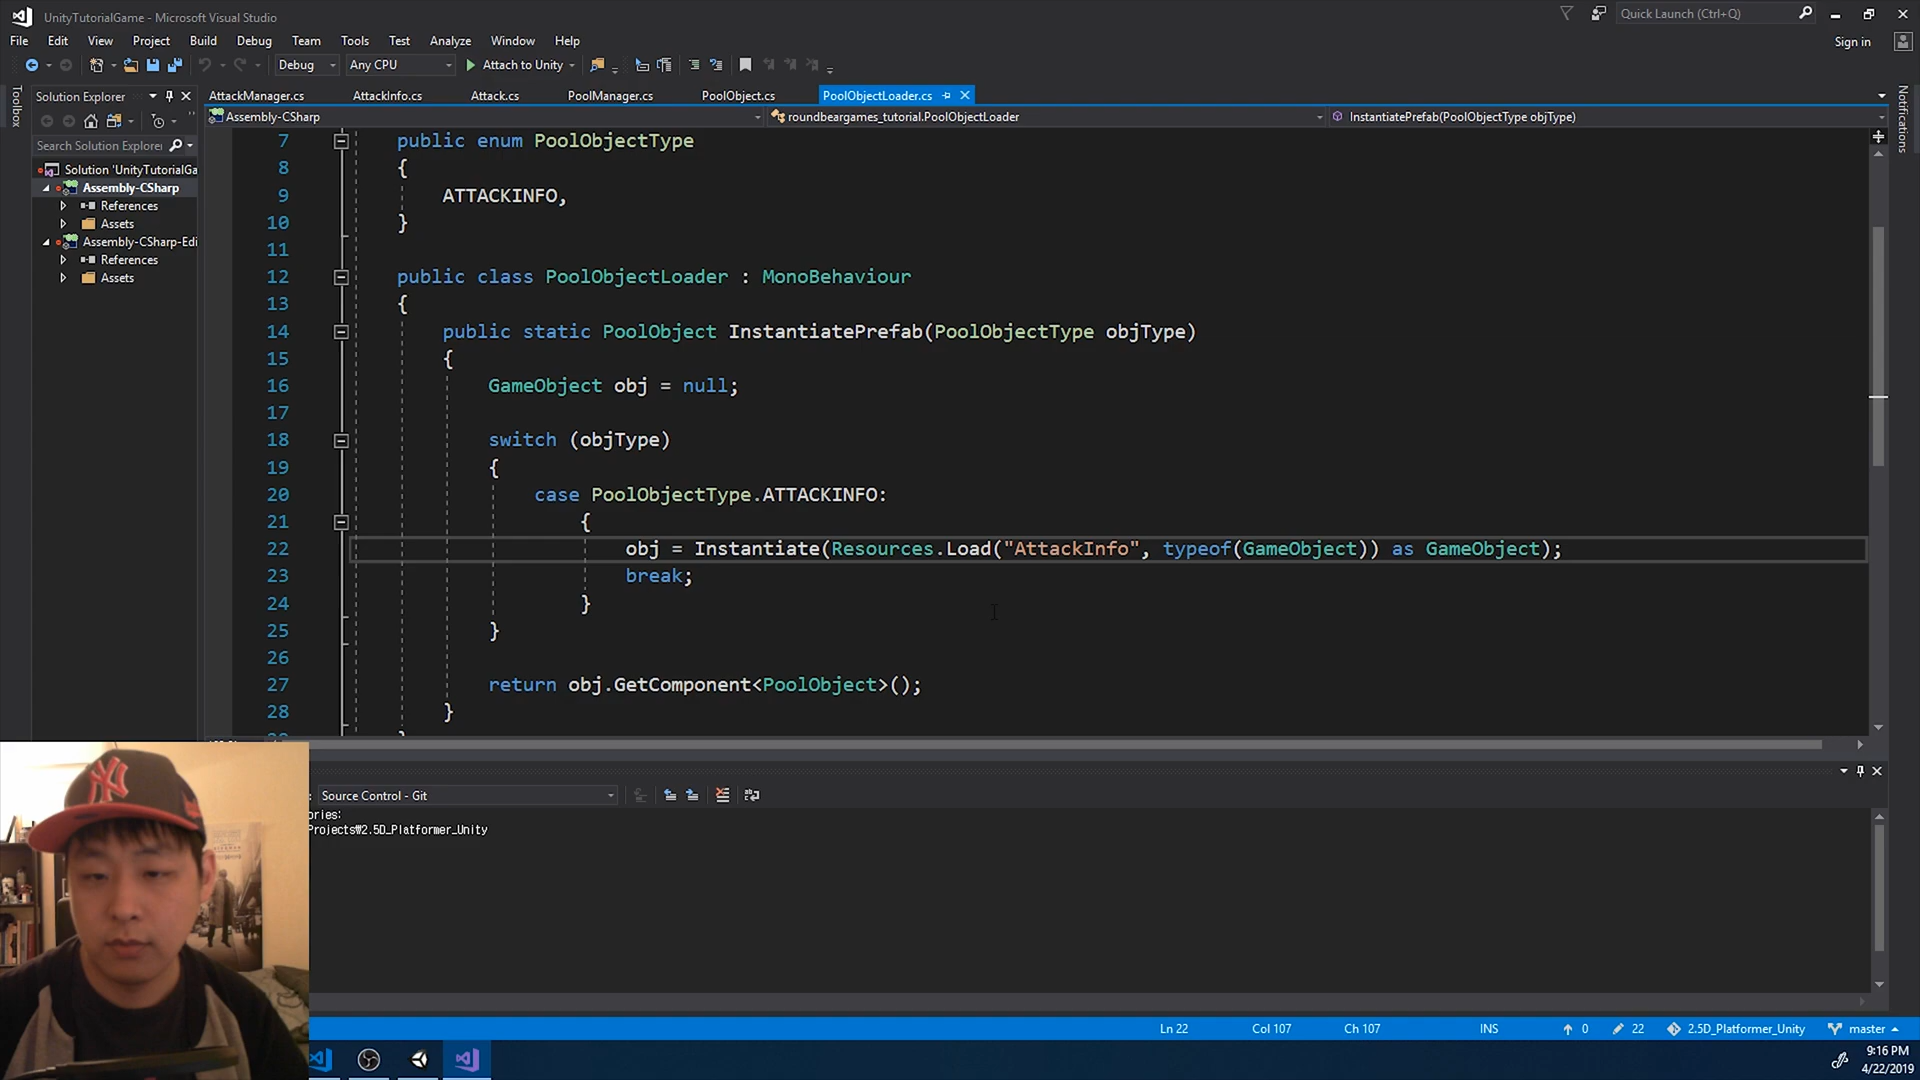 UnityTutorialGame - Microsoft Visual Studio
Quick Launch (Ctrl+Q)
File Edit View Project Build Debug Team Tools Test Analyze Window Help
Sign in
Debug Any CPU Attach to Unity
Toolbox
Solution Explorer
AttackManager.cs AttackInfo.cs Attack.cs PoolManager.cs PoolObject.cs PoolObjectLoader.cs
Notifications
Assembly-CSharp roundbeargames_tutorial.PoolObjectLoader InstantiatePrefab(PoolObjectType objType)
Search Solution Explorer
Solution 'UnityTutorialGa
Assembly-CSharp
References
Assets
Assembly-CSharp-Edi
References
Assets
7 public enum PoolObjectType
8 {
9 ATTACKINFO,
10 }
11
12 public class PoolObjectLoader : MonoBehaviour
13 {
14 public static PoolObject InstantiatePrefab(PoolObjectType objType)
15 {
16 GameObject obj = null;
17
18 switch (objType)
19 {
20 case PoolObjectType.ATTACKINFO:
21 {
22 obj = Instantiate(Resources.Load("AttackInfo", typeof(GameObject)) as GameObject);
23 break;
24 }
25 }
26
27 return obj.GetComponent<PoolObject>();
28 }
Source Control - Git
ories:
Projects₩2.5D_Platformer_Unity
Ln 22 Col 107 Ch 107 INS 0 22 2.5D_Platformer_Unity master
9:16 PM
4/22/2019